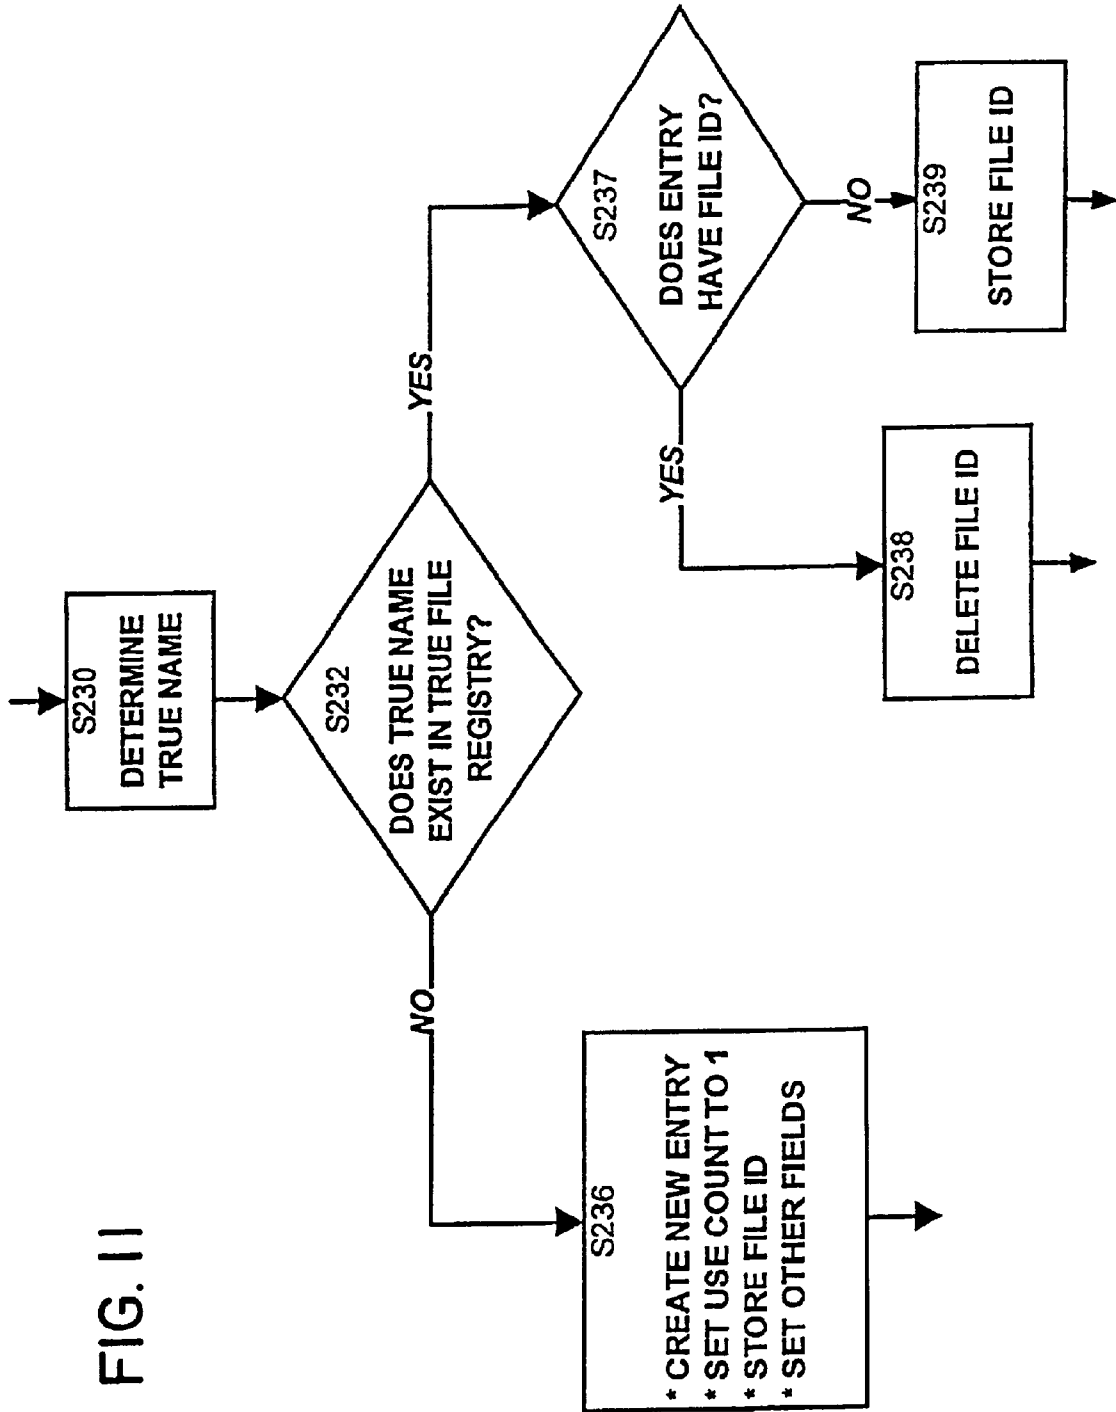 FIG. 11
S230
DETERMINE
TRUE NAME
S232
DOES TRUE NAME
EXIST IN TRUE FILE
REGISTRY?
NO
YES
S236
* CREATE NEW ENTRY
* SET USE COUNT TO 1
* STORE FILE ID
* SET OTHER FIELDS
S237
DOES ENTRY
HAVE FILE ID?
YES
NO
S238
DELETE FILE ID
S239
STORE FILE ID